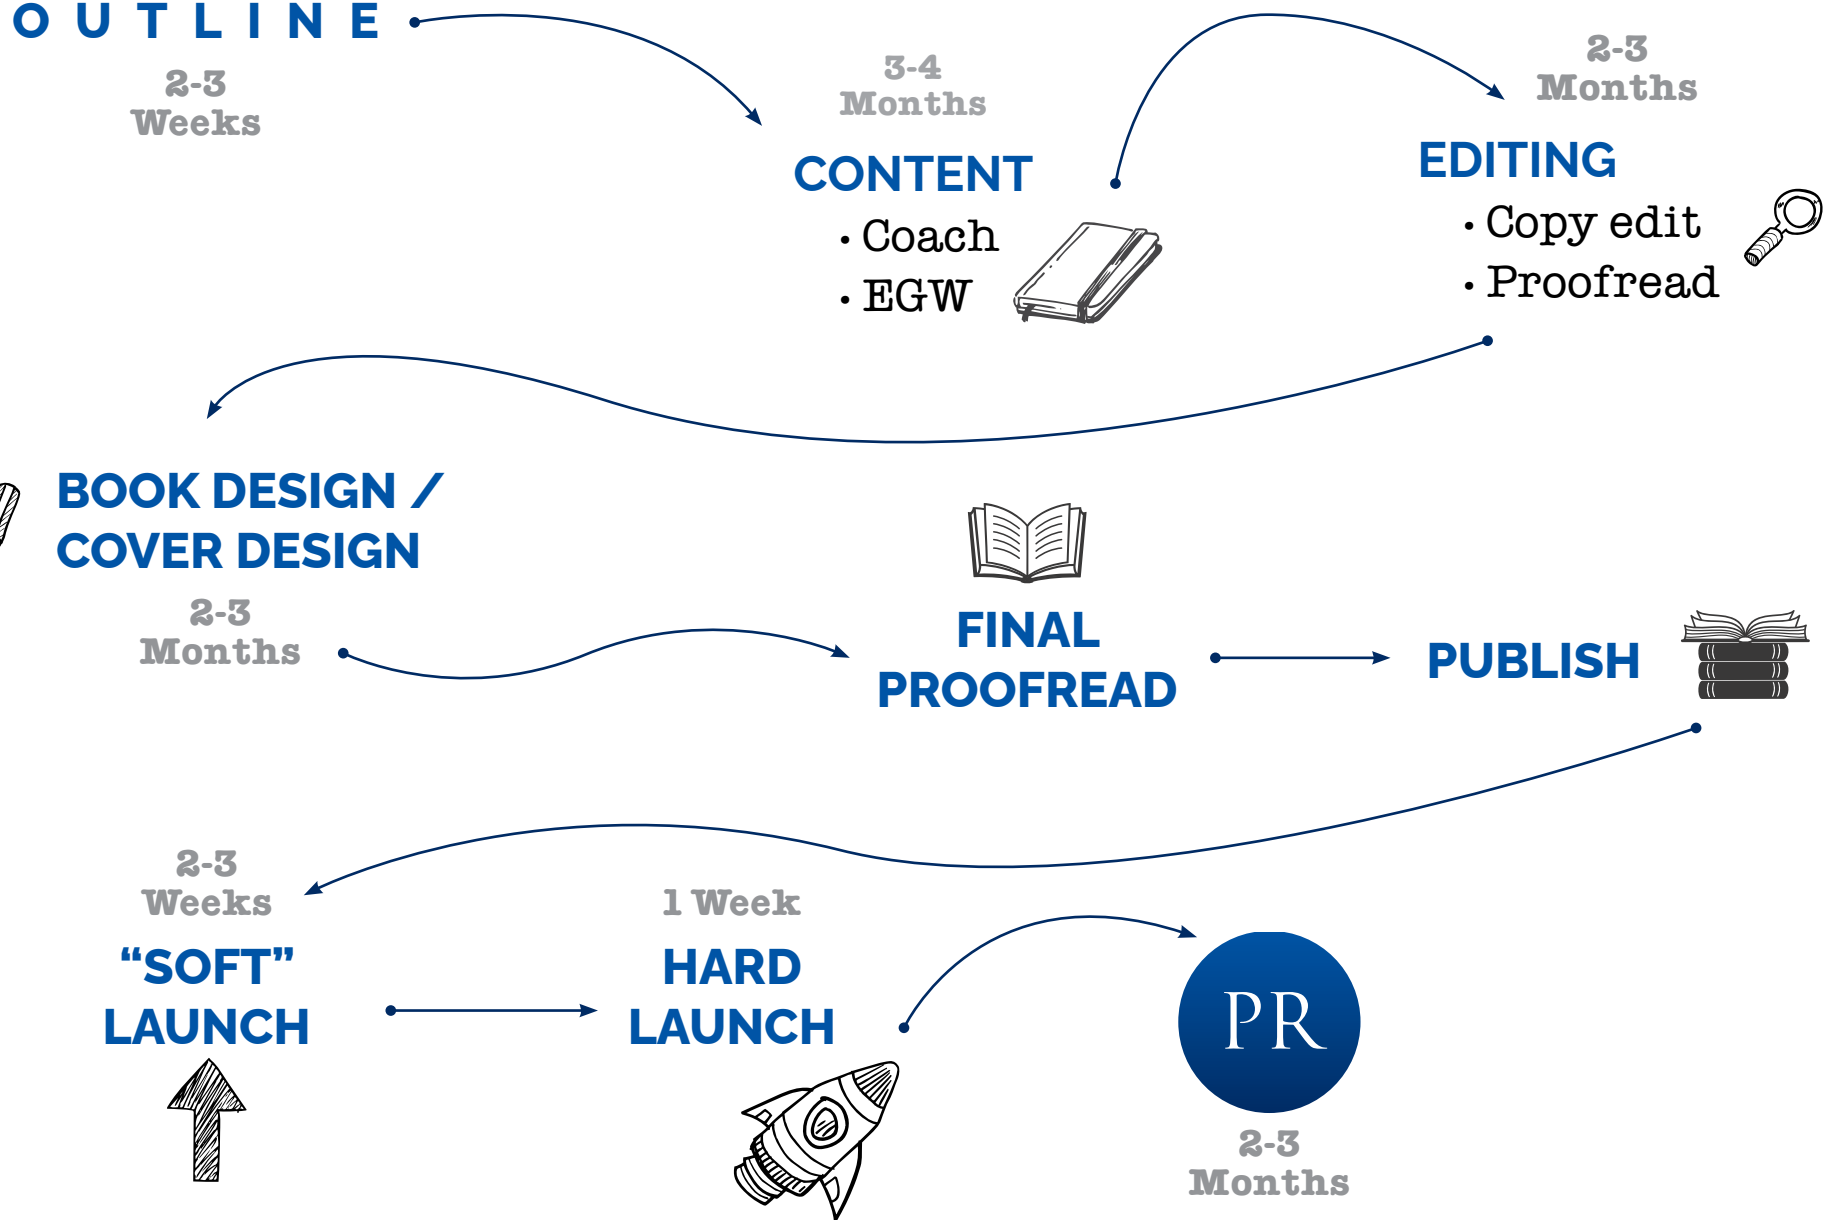 OUTLINE
2-3
Weeks
3-4
Months
CONTENT
• Coach
• EGW
2-3
Months
EDITING
• Copy edit
• Proofread
BOOK DESIGN /
COVER DESIGN
2-3
Months
FINAL
PROOFREAD
PUBLISH
2-3
Weeks
“SOFT”
LAUNCH
1 Week
HARD
LAUNCH
PR
2-3
Months